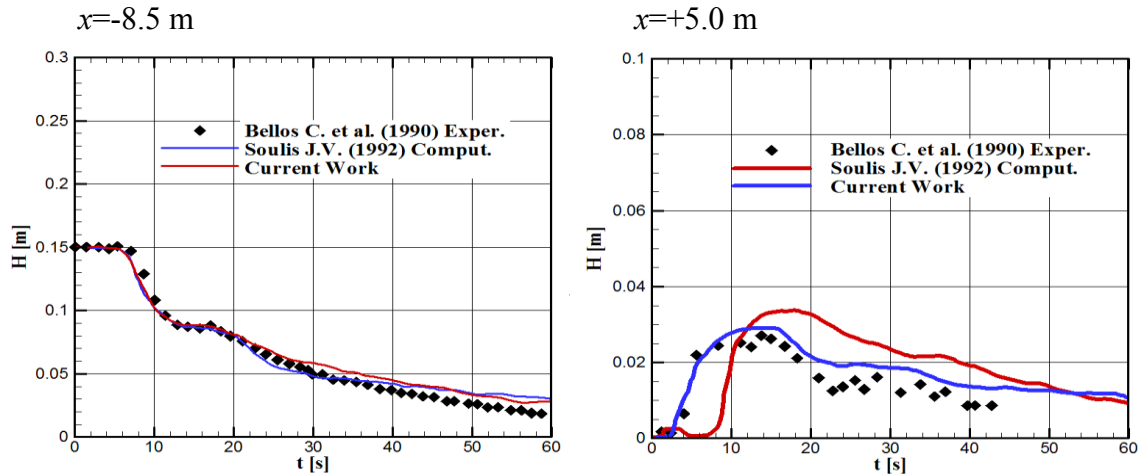 x=-8.5 m
x=+5.0 m
0.3
0.25
0.2
0.15
0.1
0.05
0
H [m]
Bellos C. et al. (1990) Exper.
Soulis J.V. (1992) Comput.
Current Work
0 10 20 30 40 50 60
t [s]
0.1
0.08
0.06
0.04
0.02
0
H [m]
Bellos C. et al. (1990) Exper.
Soulis J.V. (1992) Comput.
Current Work
0 10 20 30 40 50 60
t [s]